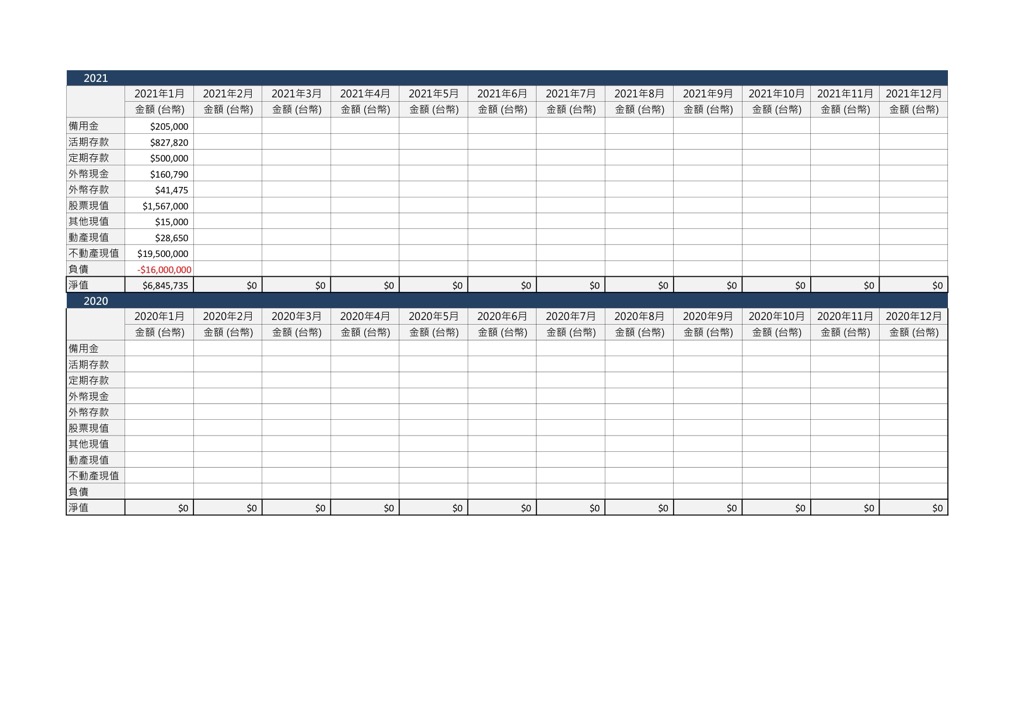 2021
2021年1月 2021年2月 2021年3月 2021年4月 2021年5月 2021年6月 2021年7月 2021年8月 2021年9月 2021年10月 2021年11月 2021年12月
金額 (台幣) 金額 (台幣) 金額 (台幣) 金額 (台幣) 金額 (台幣) 金額 (台幣) 金額 (台幣) 金額 (台幣) 金額 (台幣) 金額 (台幣) 金額 (台幣) 金額 (台幣)
備用金 $205,000
活期存款 $827,820
定期存款 $500,000
外幣現金 $160,790
外幣存款 $41,475
股票現值 $1,567,000
其他現值 $15,000
動產現值 $28,650
不動產現值 $19,500,000
負債 -$16,000,000
淨值 $6,845,735 $0 $0 $0 $0 $0 $0 $0 $0 $0 $0 $0
2020
2020年1月 2020年2月 2020年3月 2020年4月 2020年5月 2020年6月 2020年7月 2020年8月 2020年9月 2020年10月 2020年11月 2020年12月
金額 (台幣) 金額 (台幣) 金額 (台幣) 金額 (台幣) 金額 (台幣) 金額 (台幣) 金額 (台幣) 金額 (台幣) 金額 (台幣) 金額 (台幣) 金額 (台幣) 金額 (台幣)
備用金
活期存款
定期存款
外幣現金
外幣存款
股票現值
其他現值
動產現值
不動產現值
負債
淨值 $0 $0 $0 $0 $0 $0 $0 $0 $0 $0 $0 $0